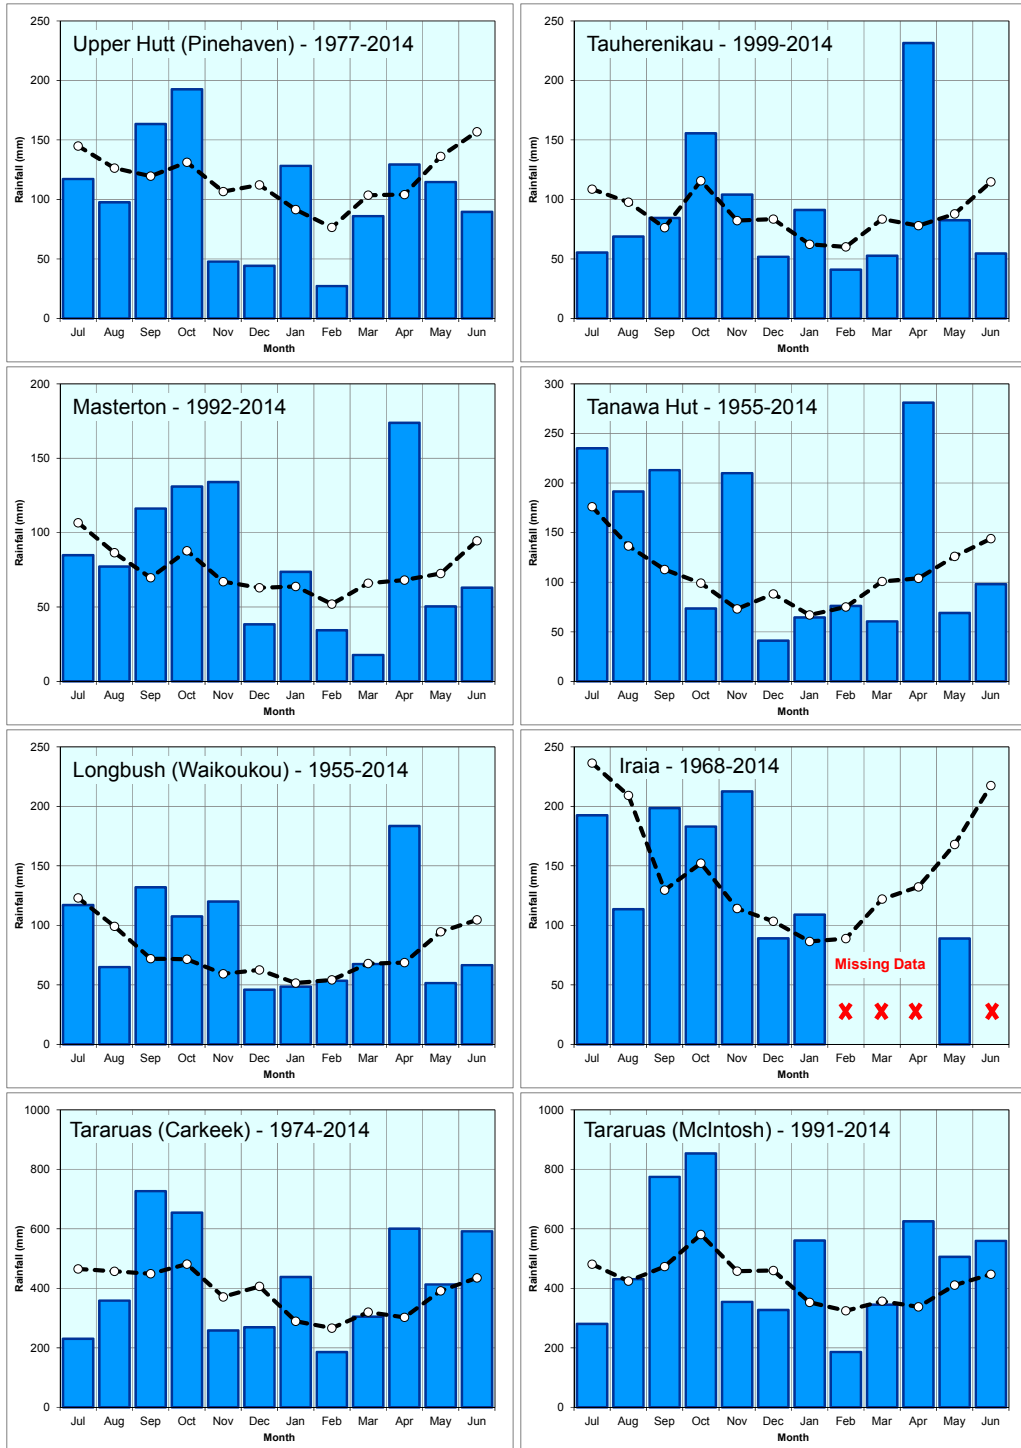 Upper Hutt (Pinehaven) - 1977-2014
Rainfall (mm)
250
200
150
100
50
0
Jul Aug Sep Oct Nov Dec Jan Feb Mar Apr May Jun
Month
Tauherenikau - 1999-2014
Rainfall (mm)
250
200
150
100
50
0
Jul Aug Sep Oct Nov Dec Jan Feb Mar Apr May Jun
Month
Masterton - 1992-2014
Rainfall (mm)
200
150
100
50
0
Jul Aug Sep Oct Nov Dec Jan Feb Mar Apr May Jun
Month
Tanawa Hut - 1955-2014
Rainfall (mm)
300
250
200
150
100
50
0
Jul Aug Sep Oct Nov Dec Jan Feb Mar Apr May Jun
Month
Longbush (Waikoukou) - 1955-2014
Rainfall (mm)
250
200
150
100
50
0
Jul Aug Sep Oct Nov Dec Jan Feb Mar Apr May Jun
Month
Iraia - 1968-2014
Rainfall (mm)
250
200
150
100
50
0
Missing Data
X X X X
Jul Aug Sep Oct Nov Dec Jan Feb Mar Apr May Jun
Month
Tararuas (Carkeek) - 1974-2014
Rainfall (mm)
1000
800
600
400
200
0
Jul Aug Sep Oct Nov Dec Jan Feb Mar Apr May Jun
Month
Tararuas (McIntosh) - 1991-2014
Rainfall (mm)
1000
800
600
400
200
0
Jul Aug Sep Oct Nov Dec Jan Feb Mar Apr May Jun
Month